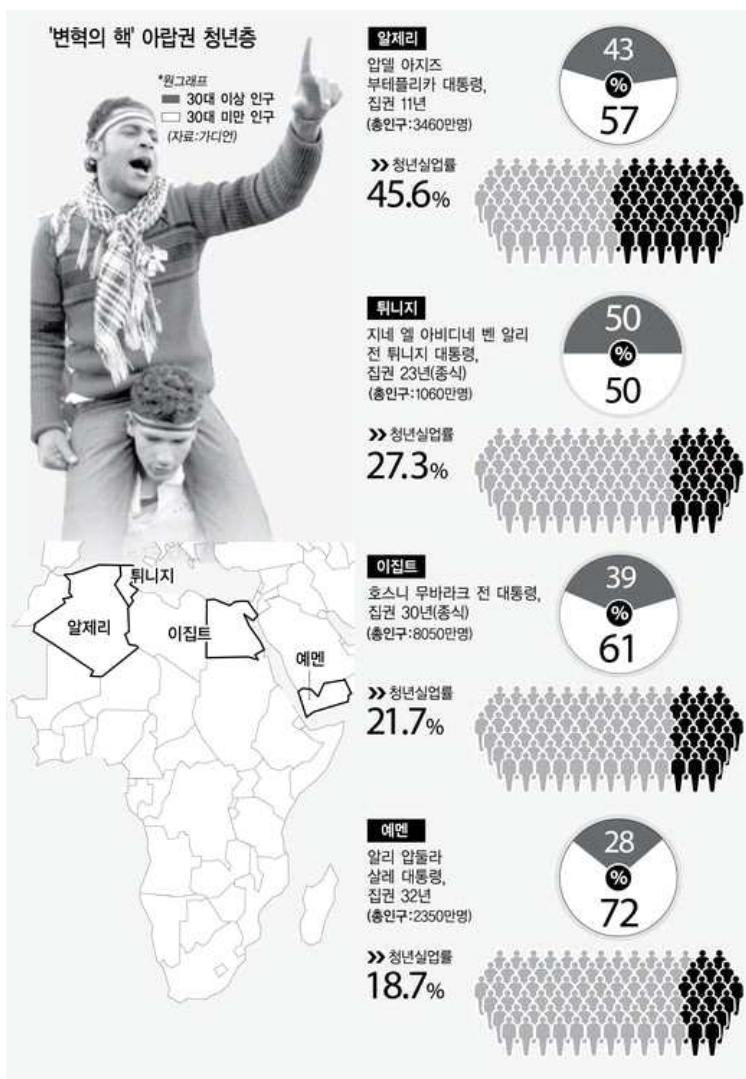 '변혁의 핵' 아랍권 청년층
*원그래프
30대 이상 인구
30대 미만 인구
(자료:가디언)
알제리
압델 아지즈
부테플리카 대통령,
집권 11년
(총인구:3460만명)
43
%
57
청년실업률
45.6%
튀니지
지네 엘 아비디네 벤 알리
전 튀니지 대통령,
집권 23년(종식)
(총인구:1060만명)
50
%
50
청년실업률
27.3%
이집트
호스니 무바라크 전 대통령,
집권 30년(종식)
(총인구:8050만명)
39
%
61
청년실업률
21.7%
예멘
알리 압둘라
살레 대통령,
집권 32년
(총인구:2350만명)
28
%
72
청년실업률
18.7%
튀니지
알제리
이집트
예멘